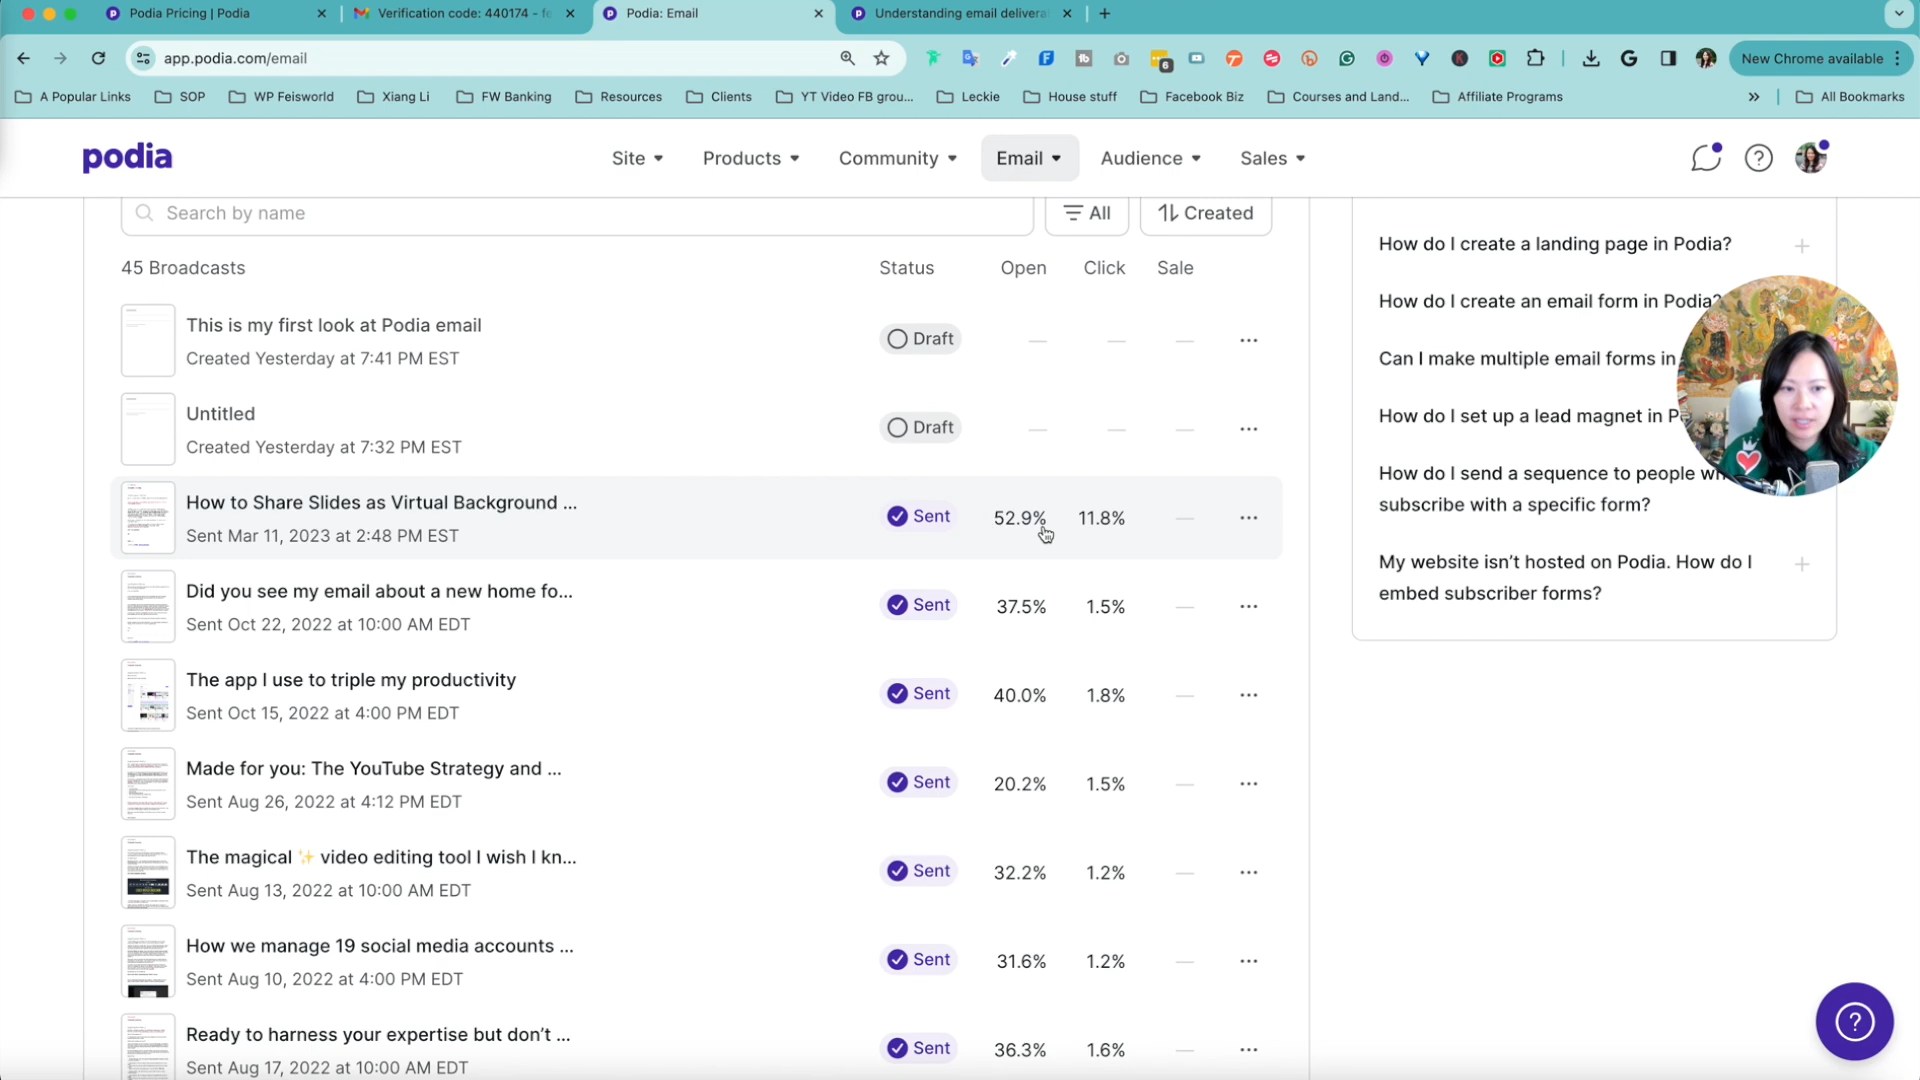 Podia Pricing | Podia
Verification code: 440174 - fe
Podia: Email
Understanding email delivera
app.podia.com/email
6
New Chrome available
A Popular Links
SOP
WP Feisworld
Xiang Li
FW Banking
Resources
Clients
YT Video FB grou...
Leckie
House stuff
Facebook Biz
Courses and Land...
Affiliate Programs
All Bookmarks
podia
Site
Products
Community
Email
Audience
Sales
Search by name
All
Created
45 Broadcasts
Status
Open
Click
Sale
This is my first look at Podia email
Created Yesterday at 7:41 PM EST
Draft
Untitled
Created Yesterday at 7:32 PM EST
Draft
How to Share Slides as Virtual Background ...
Sent Mar 11, 2023 at 2:48 PM EST
Sent
52.9%
11.8%
Did you see my email about a new home fo...
Sent Oct 22, 2022 at 10:00 AM EDT
Sent
37.5%
1.5%
The app I use to triple my productivity
Sent Oct 15, 2022 at 4:00 PM EDT
Sent
40.0%
1.8%
Made for you: The YouTube Strategy and ...
Sent Aug 26, 2022 at 4:12 PM EDT
Sent
20.2%
1.5%
The magical ✨ video editing tool I wish I kn...
Sent Aug 13, 2022 at 10:00 AM EDT
Sent
32.2%
1.2%
How we manage 19 social media accounts ...
Sent Aug 10, 2022 at 4:00 PM EDT
Sent
31.6%
1.2%
Ready to harness your expertise but don't ...
Sent Aug 17, 2022 at 10:00 AM EDT
Sent
36.3%
1.6%
How do I create a landing page in Podia?
How do I create an email form in Podia?
Can I make multiple email forms in
How do I set up a lead magnet in P
How do I send a sequence to people wh
subscribe with a specific form?
My website isn't hosted on Podia. How do I
embed subscriber forms?